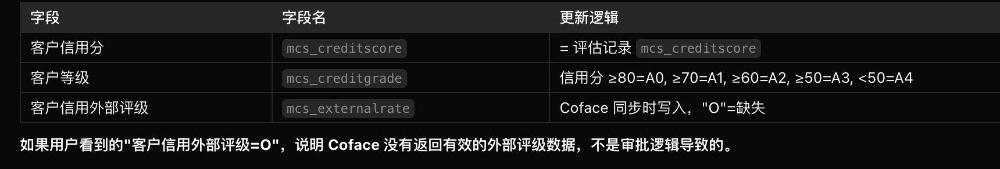 字段 字段名 更新逻辑
客户信用分 mcs_creditscore = 评估记录 mcs_creditscore
客户等级 mcs_creditgrade 信用分 ≥80=A0, ≥70=A1, ≥60=A2, ≥50=A3, <50=A4
客户信用外部评级 mcs_externalrate Coface 同步时写入，"O"=缺失
如果用户看到的"客户信用外部评级=O"，说明 Coface 没有返回有效的外部评级数据，不是审批逻辑导致的。